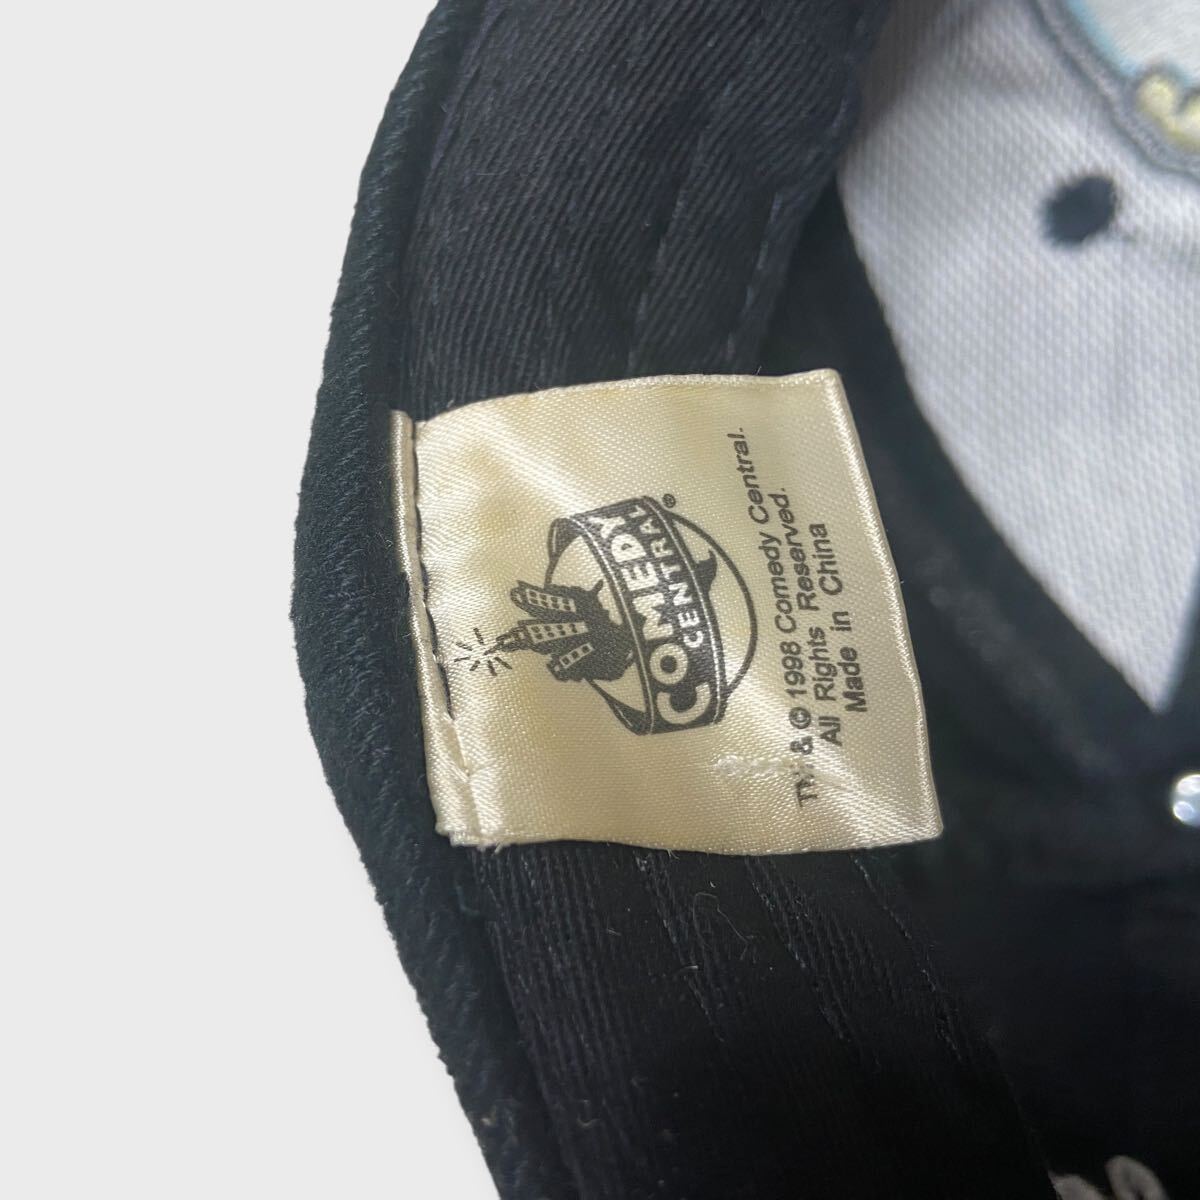 COMEDY
CENTRAL®
TM & © 1998 Comedy Central.
All Rights Reserved.
Made in China